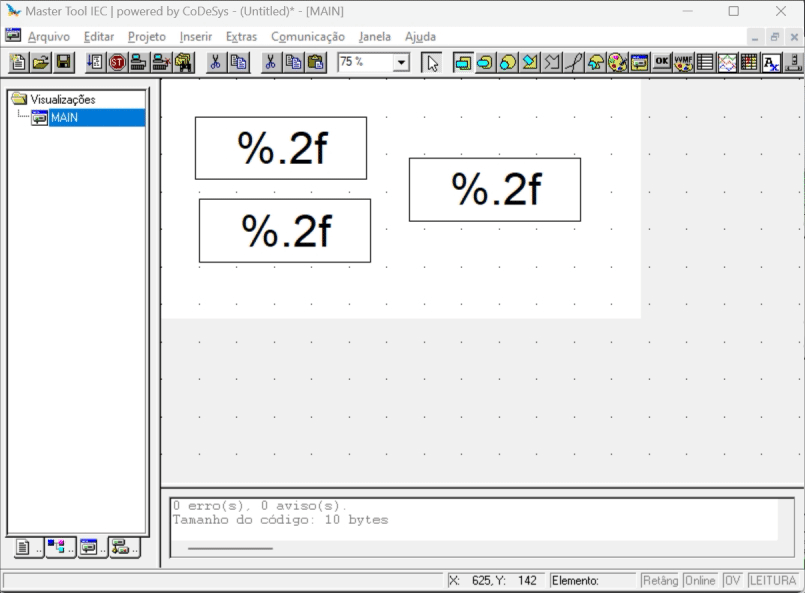 Master Tool IEC | powered by CoDeSys - (Untitled)* - [MAIN]
Arquivo Editar Projeto Inserir Extras Comunicação Janela Ajuda
75 %
OK
Visualizações
MAIN
%.2f
%.2f
%.2f
0 erro(s), 0 aviso(s).
Tamanho do código: 10 bytes
X: 625, Y: 142 Elemento: Retâng Online OV LEITURA